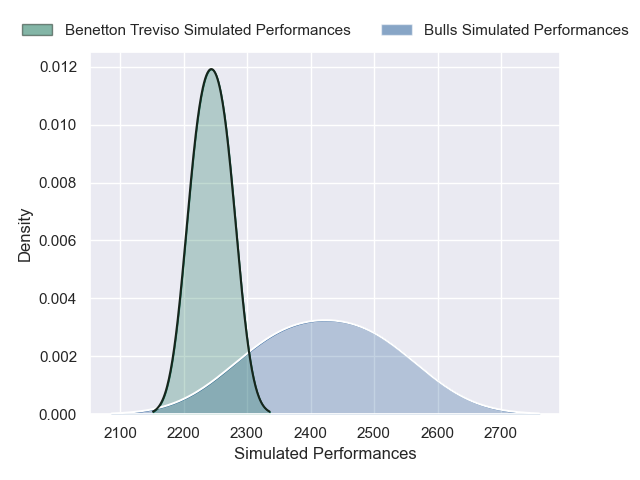 Benetton Treviso Simulated Performances
Bulls Simulated Performances
0.012
0.010
0.008
0.006
0.004
0.002
0.000
Density
2100 2200 2300 2400 2500 2600 2700
Simulated Performances